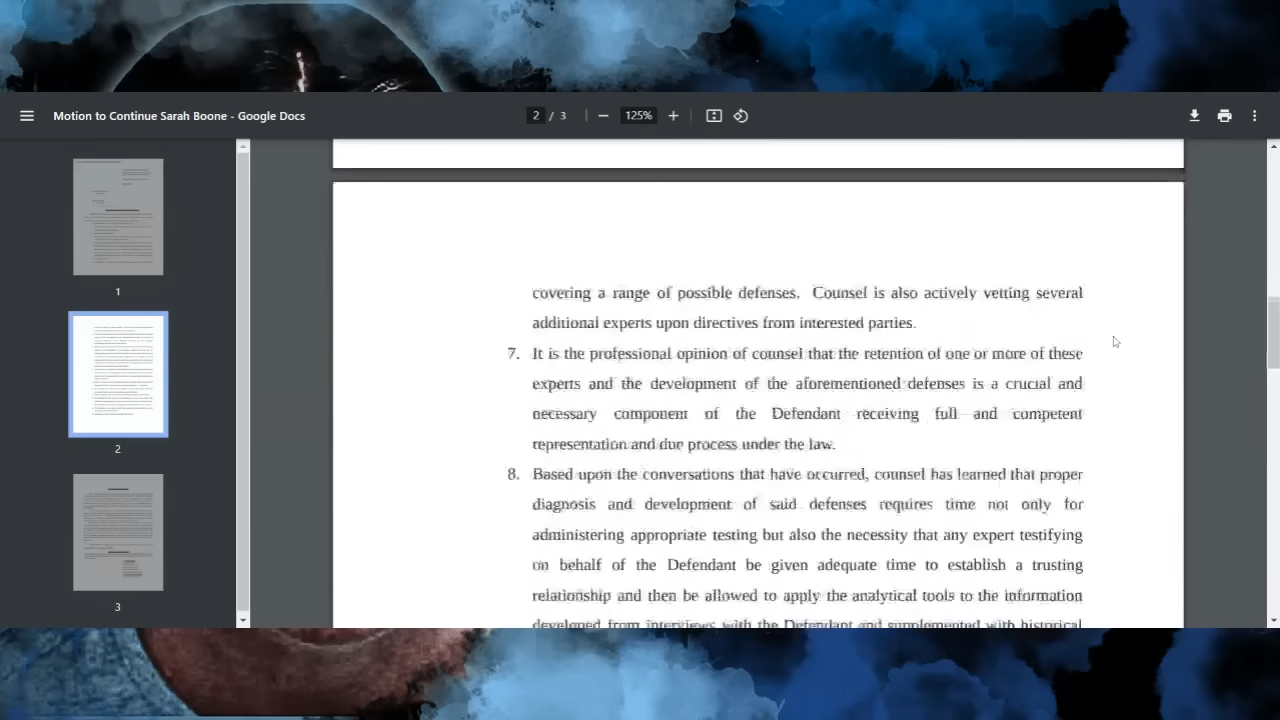 Motion to Continue Sarah Boone - Google Docs
2 / 3
125%
1
2
3
covering a range of possible defenses. Counsel is also actively vetting several
additional experts upon directives from interested parties.
7. It is the professional opinion of counsel that the retention of one or more of these
experts and the development of the aforementioned defenses is a crucial and
necessary component of the Defendant receiving full and competent
representation and due process under the law.
8. Based upon the conversations that have occurred, counsel has learned that proper
diagnosis and development of said defenses requires time not only for
administering appropriate testing but also the necessity that any expert testifying
on behalf of the Defendant be given adequate time to establish a trusting
relationship and then be allowed to apply the analytical tools to the information
developed from interviews with the Defendant and supplemented with historical